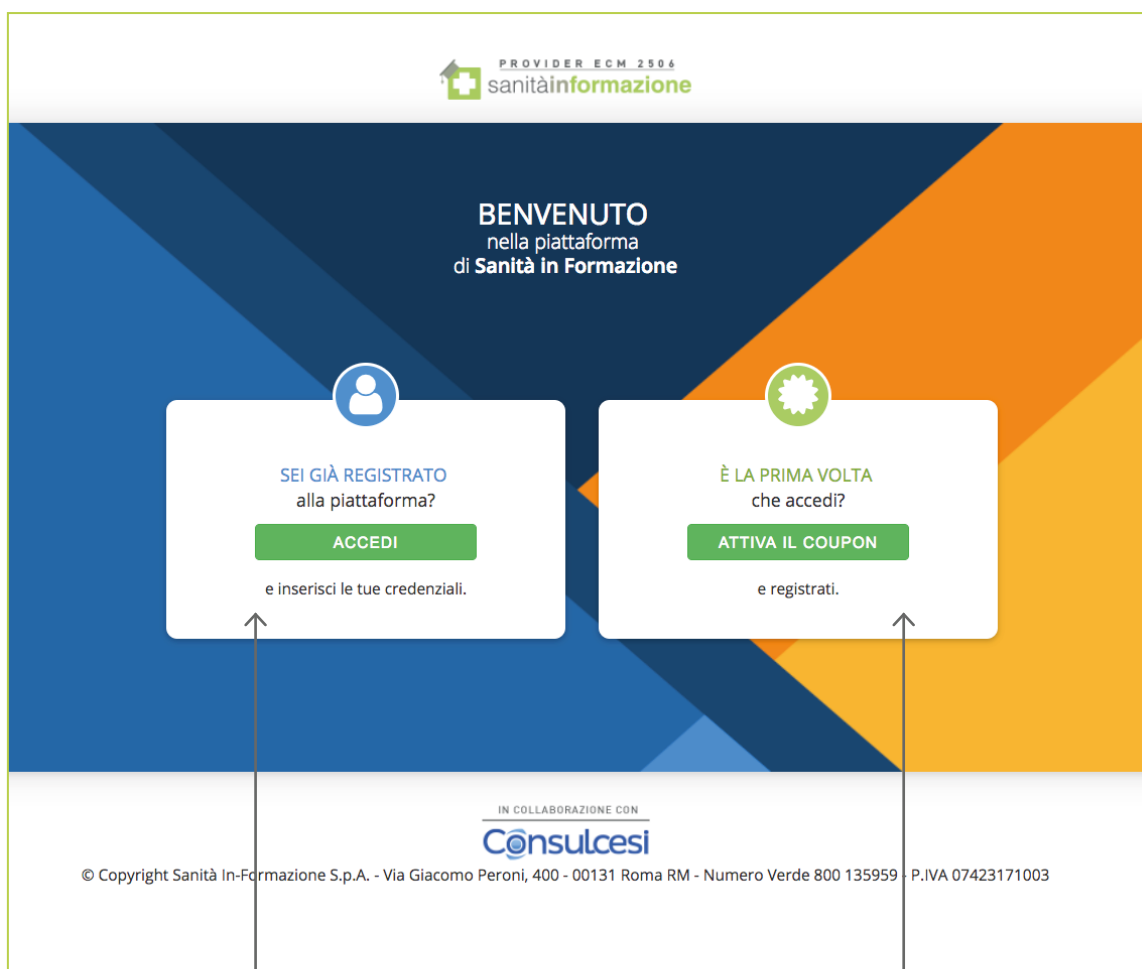 PROVIDER ECM 2506
sanitàinformazione
BENVENUTO
nella piattaforma
di Sanità in Formazione
SEI GIÀ REGISTRATO
alla piattaforma?
ACCEDI
e inserisci le tue credenziali.
È LA PRIMA VOLTA
che accedi?
ATTIVA IL COUPON
e registrati.
IN COLLABORAZIONE CON
Consulcesi
© Copyright Sanità In-Formazione S.p.A. - Via Giacomo Peroni, 400 - 00131 Roma RM - Numero Verde 800 135959 - P.IVA 07423171003